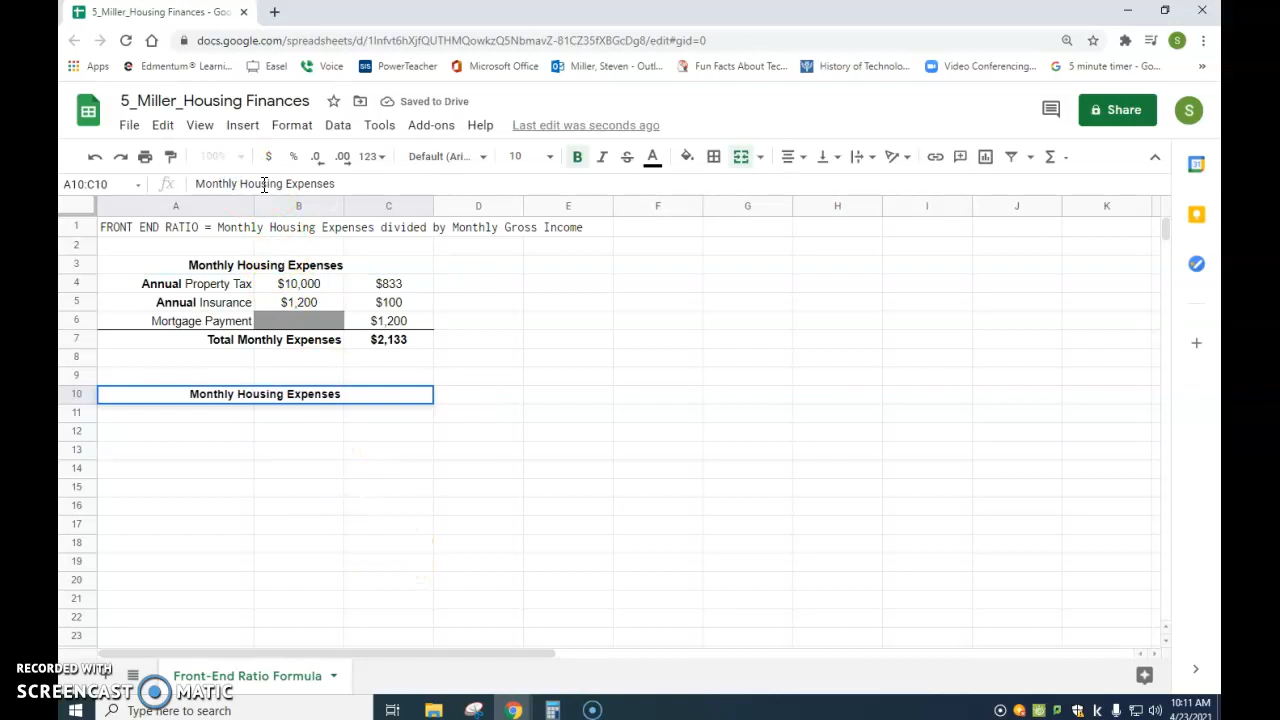 5_Miller_Housing Finances - Goo
docs.google.com/spreadsheets/d/1Infvt6hXjfQUTHMQowkzQ5NbmavZ-81CZ35fXBGcDg8/edit#gid=0
Apps Edmentum® Learni... Easel Voice SIS PowerTeacher Microsoft Office Miller, Steven - Outl... Fun Facts About Tec... History of Technolo... Video Conferencing,... 5 minute timer - Go... »
5_Miller_Housing Finances Saved to Drive
Share S
File Edit View Insert Format Data Tools Add-ons Help Last edit was seconds ago
100% $ % .0 .00 123 Default (Ari... 10 B I S A
A10:C10 fx Monthly Housing Expenses
A B C D E F G H I J K
1 FRONT END RATIO = Monthly Housing Expenses divided by Monthly Gross Income
2
3 Monthly Housing Expenses
4 Annual Property Tax $10,000 $833
5 Annual Insurance $1,200 $100
6 Mortgage Payment $1,200
7 Total Monthly Expenses $2,133
8
9
10 Monthly Housing Expenses
11
12
13
14
15
16
17
18
19
20
21
22
23
Front-End Ratio Formula
RECORDED WITH
SCREENCAST MATIC
Type here to search
10:11 AM
4/23/2021